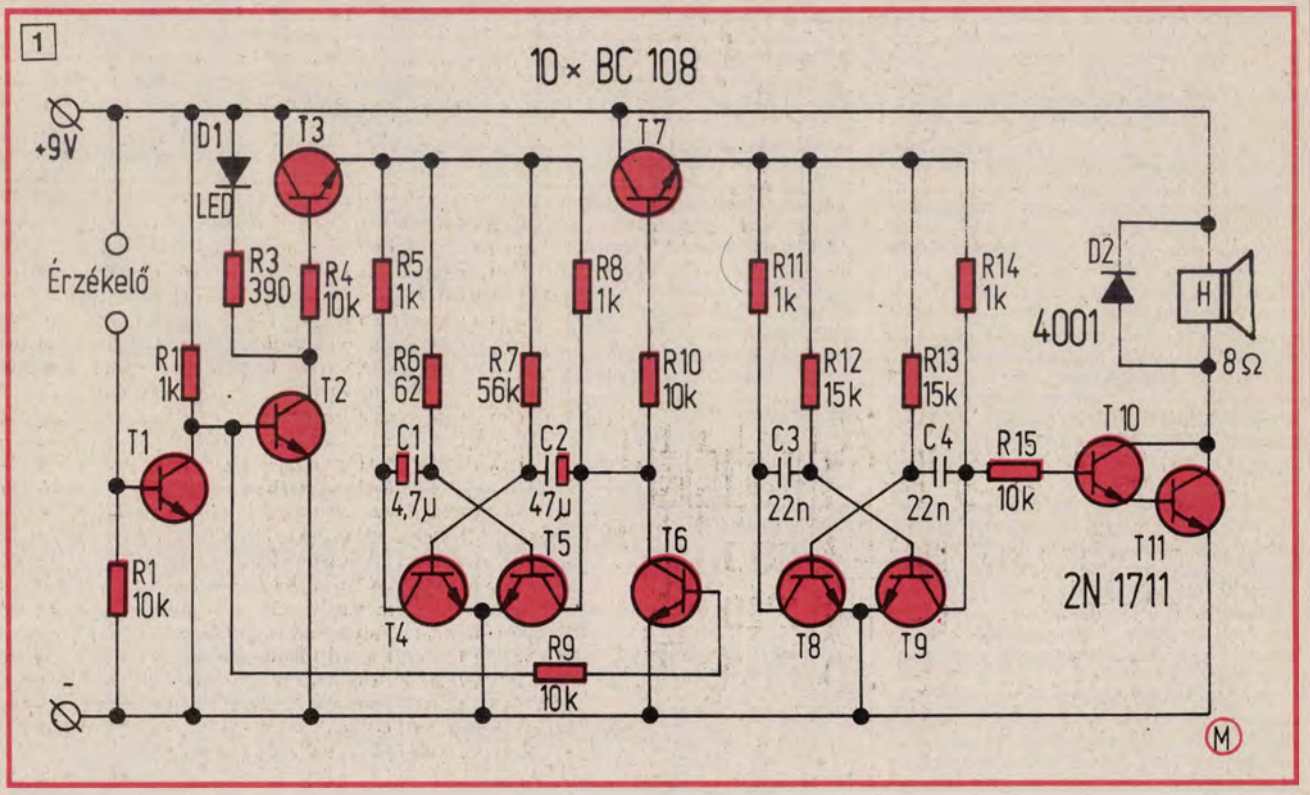 1
10 × BC 108
+9V
D1
LED
T3
T7
Érzékelő
R3
390
R4
10k
R5
1k
R8
1k
R11
1k
R14
1k
D2
4001
H
8Ω
R1
1k
T2
R6
62
R7
56k
R10
10k
R12
15k
R13
15k
T1
C1
4,7µ
C2
47µ
C3
22n
C4
22n
R15
10k
T10
T11
2N 1711
R1
10k
T4
T5
T6
T8
T9
R9
10k
-
M